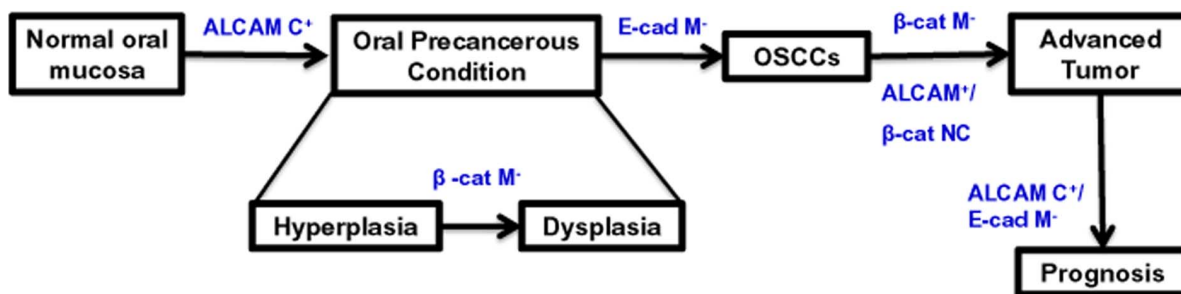 Normal oral
mucosa
ALCAM C⁺
Oral Precancerous
Condition
E-cad M⁻
OSCCs
β-cat M⁻
ALCAM⁺/
β-cat NC
Advanced
Tumor
β -cat M⁻
Hyperplasia
Dysplasia
ALCAM C⁺/
E-cad M⁻
Prognosis